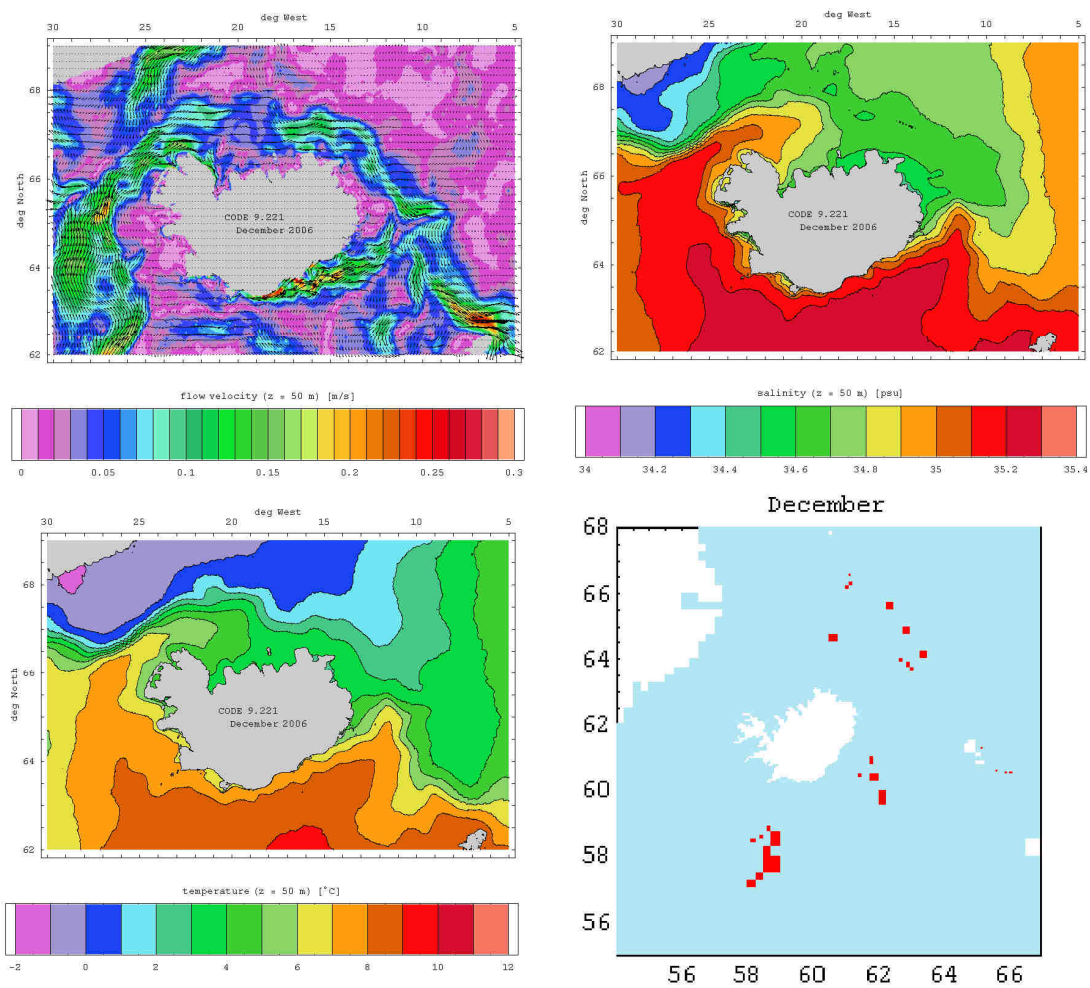 deg West
30 25 20 15 10 5
68
66
64
62
deg North
CODE 9.221
December 2006
flow velocity (z = 50 m) [m/s]
0 0.05 0.1 0.15 0.2 0.25 0.3
deg West
30 25 20 15 10 5
68
66
64
62
deg North
CODE 9.221
December 2006
salinity (z = 50 m) [psu]
34 34.2 34.4 34.6 34.8 35 35.2 35.4
deg West
30 25 20 15 10 5
68
66
64
62
deg North
CODE 9.221
December 2006
temperature (z = 50 m) [°C]
-2 0 2 4 6 8 10 12
December
68
66
64
62
60
58
56
56 58 60 62 64 66